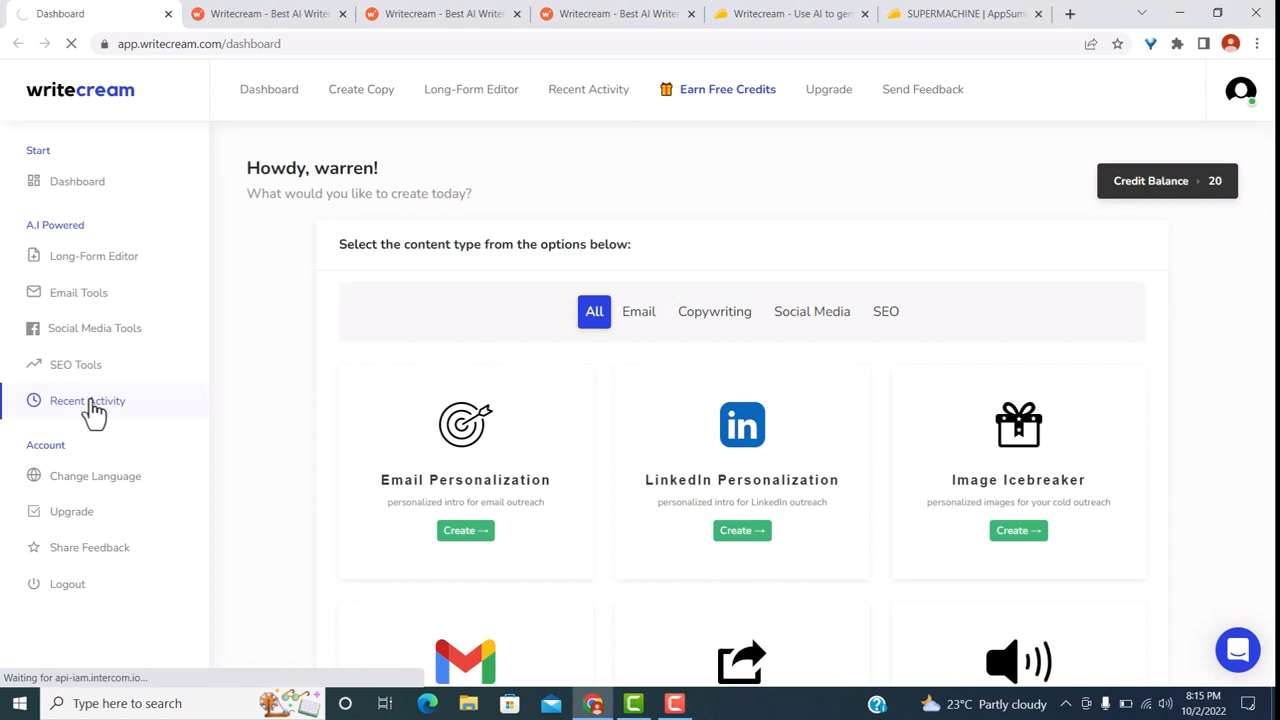 Dashboard
Writecream - Best AI Writer
Writecream - Best AI Write
Writecream - Best AI Write
Writecream - Use AI to gen
SUPERMACHINE | AppSumo
app.writecream.com/dashboard
writecream
Dashboard
Create Copy
Long-Form Editor
Recent Activity
Earn Free Credits
Upgrade
Send Feedback
Start
Dashboard
A.I Powered
Long-Form Editor
Email Tools
Social Media Tools
SEO Tools
Recent Activity
Account
Change Language
Upgrade
Share Feedback
Logout
Howdy, warren!
What would you like to create today?
Credit Balance › 20
Select the content type from the options below:
All
Email
Copywriting
Social Media
SEO
Email Personalization
personalized intro for email outreach
Create →
LinkedIn Personalization
personalized intro for LinkedIn outreach
Create →
Image Icebreaker
personalized images for your cold outreach
Create →
Waiting for api-iam.intercom.io...
Type here to search
23°C Partly cloudy
8:15 PM
10/2/2022